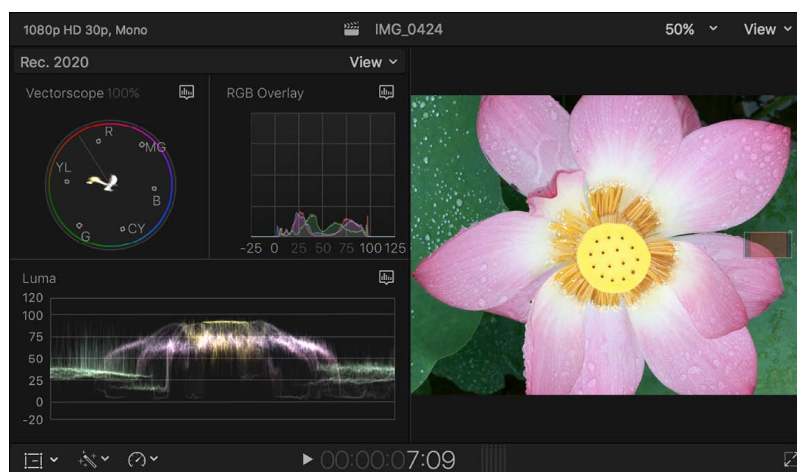 1080p HD 30p, Mono
IMG_0424
50%
View
Rec. 2020
View
Vectorscope 100%
RGB Overlay
R
MG
YL
B
G
CY
-25 0 25 50 75 100 125
Luma
120
100
75
50
25
0
-20
00:00:07:09